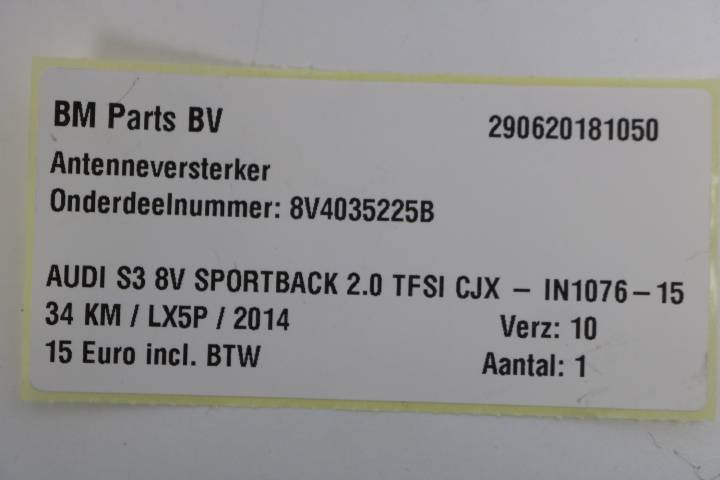 BM Parts BV 290620181050
Antenneversterker
Onderdeelnummer: 8V4035225B
AUDI S3 8V SPORTBACK 2.0 TFSI CJX – IN1076–15
34 KM / LX5P / 2014 Verz: 10
15 Euro incl. BTW Aantal: 1